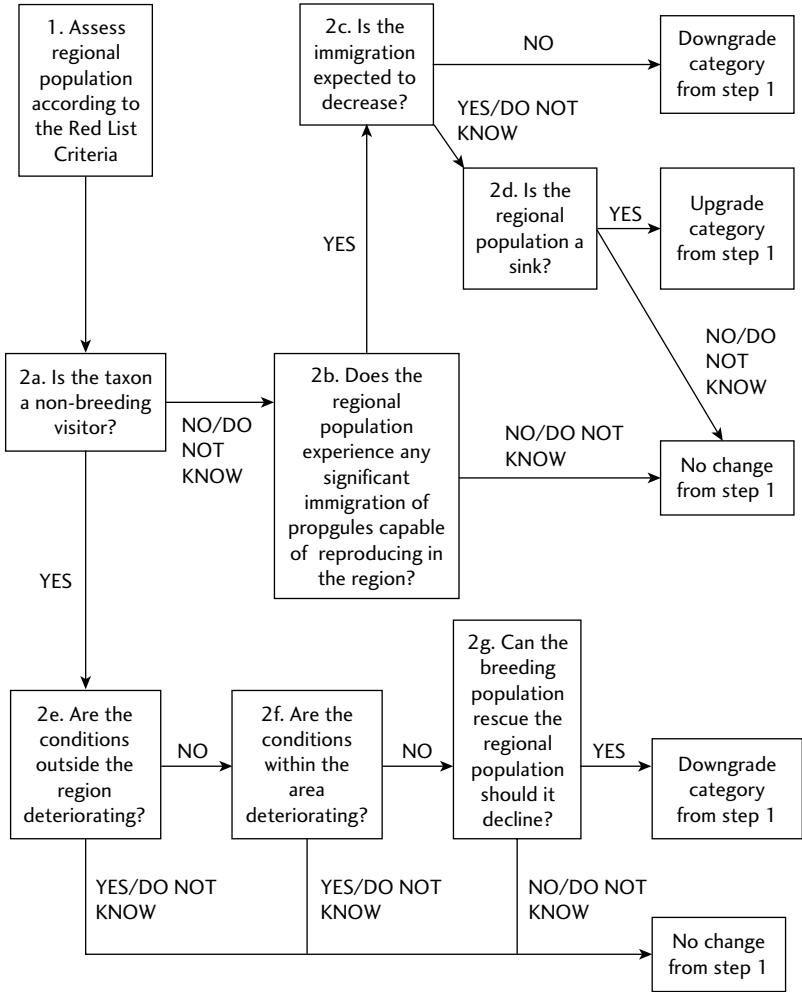 1. Assess
regional
population
according to
the Red List
Criteria
2c. Is the
immigration
expected to
decrease?
NO
Downgrade
category
from step 1
YES/DO NOT
KNOW
2d. Is the
regional
population a
sink?
YES
Upgrade
category
from step 1
YES
NO/DO
NOT
KNOW
2a. Is the taxon
a non-breeding
visitor?
NO/DO
NOT
KNOW
2b. Does the
regional
population
experience any
significant
immigration of
propgules capable
of reproducing in
the region?
NO/DO NOT
KNOW
No change
from step 1
YES
2e. Are the
conditions
outside the
region
deteriorating?
NO
2f. Are the
conditions
within the
area
deteriorating?
NO
2g. Can the
breeding
population
rescue the
regional
population
should it
decline?
YES
Downgrade
category
from step 1
YES/DO NOT
KNOW
YES/DO NOT
KNOW
NO/DO NOT
KNOW
No change
from step 1